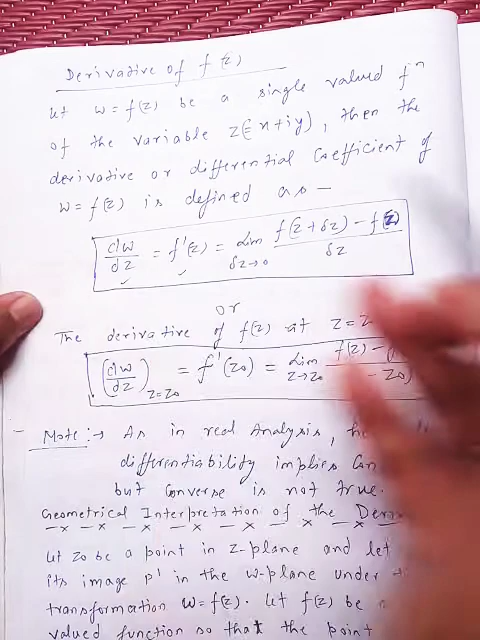 Derivative of f(z)
Let w = f(z) be a single valued fⁿ
of the variable z(= x+iy), then the
derivative or differential Coefficient of
w = f(z) is defined as —
dw/dz = f'(z) = lim δz→0 f(z+δz) − f(z) / δz
or
The derivative of f(z) at z = z
(dw/dz) z=z₀ = f'(z₀) = lim z→z₀ f(z) − / − z₀)
Note:→ As in real Analysis,
differentiability implies Con
but Converse is not true.
Geometrical Interpretation of the Deri
Let z₀ be a point in z-plane and let
its image p' in the w-plane under
transformation w = f(z). Let f(z) be
valued function so that the point